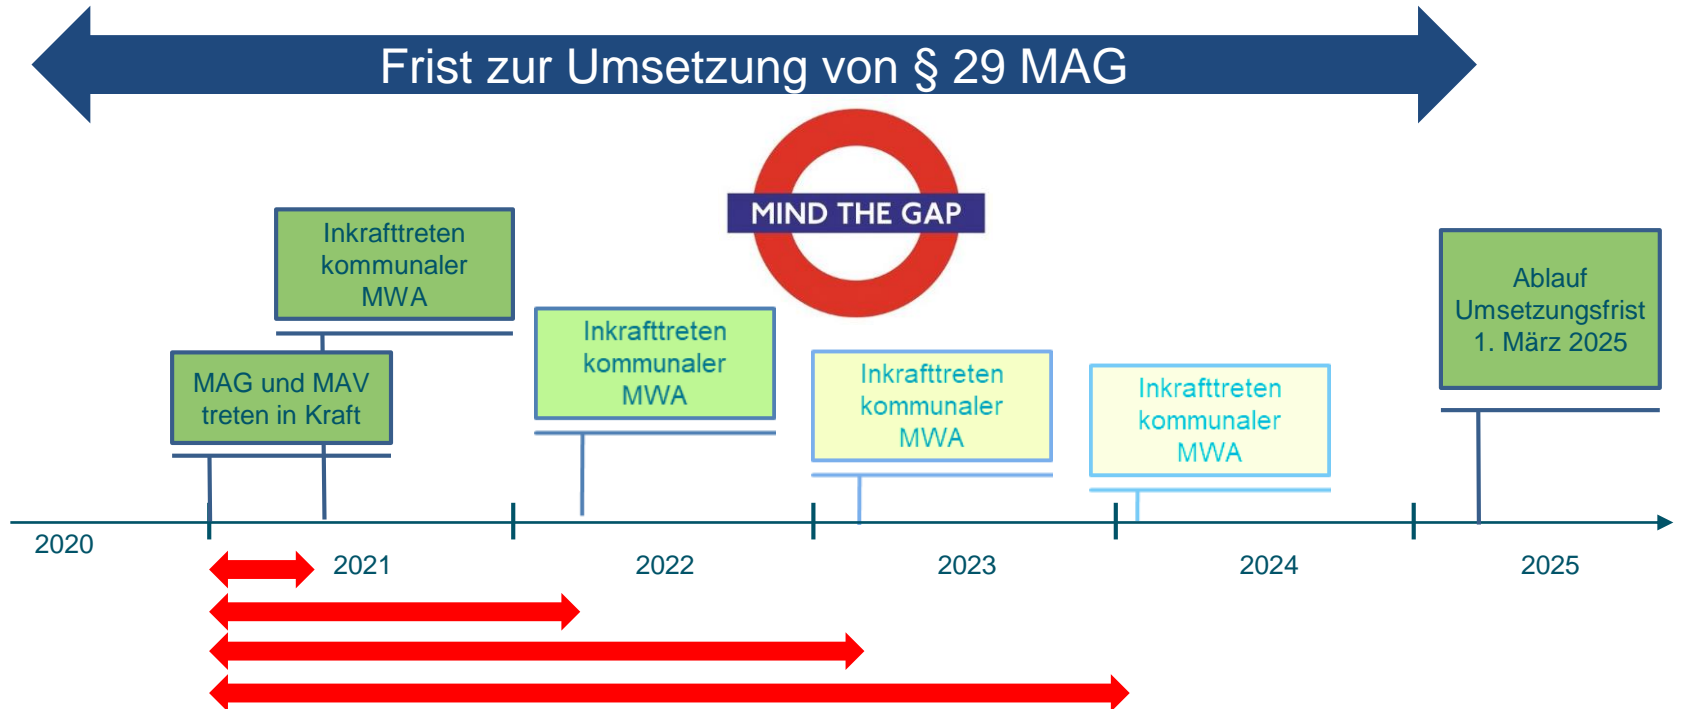 Frist zur Umsetzung von § 29 MAG
MIND THE GAP
Inkrafttreten
kommunaler
MWA
MAG und MAV
treten in Kraft
Inkrafttreten
kommunaler
MWA
Inkrafttreten
kommunaler
MWA
Inkrafttreten
kommunaler
MWA
Ablauf
Umsetzungsfrist
1. März 2025
2020
2021
2022
2023
2024
2025